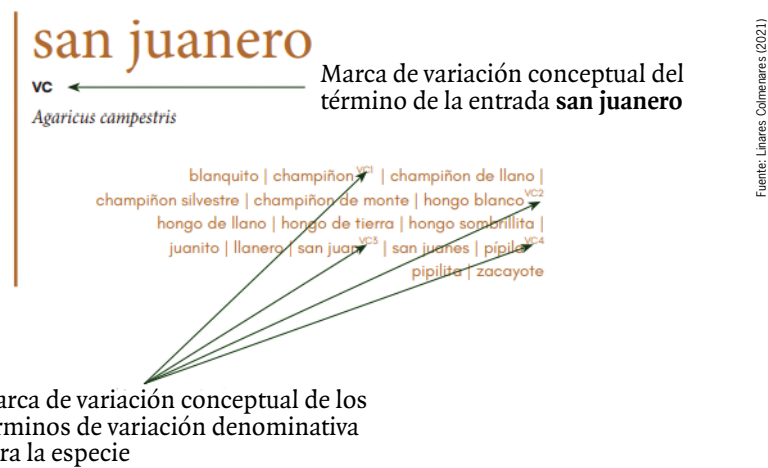 san juanero
VC
Agaricus campestris
Marca de variación conceptual del
término de la entrada san juanero
blanquito | champiñon VC1 | champiñon de llano |
champiñon silvestre | champiñon de monte | hongo blanco VC2
hongo de llano | hongo de tierra | hongo sombrillita |
juanito | llanero | san juan VC3 | san juanes | pípila VC4
pipilita | zacayote
arca de variación conceptual de los
rminos de variación denominativa
ra la especie
Fuente: Linares Colmenares (2021)